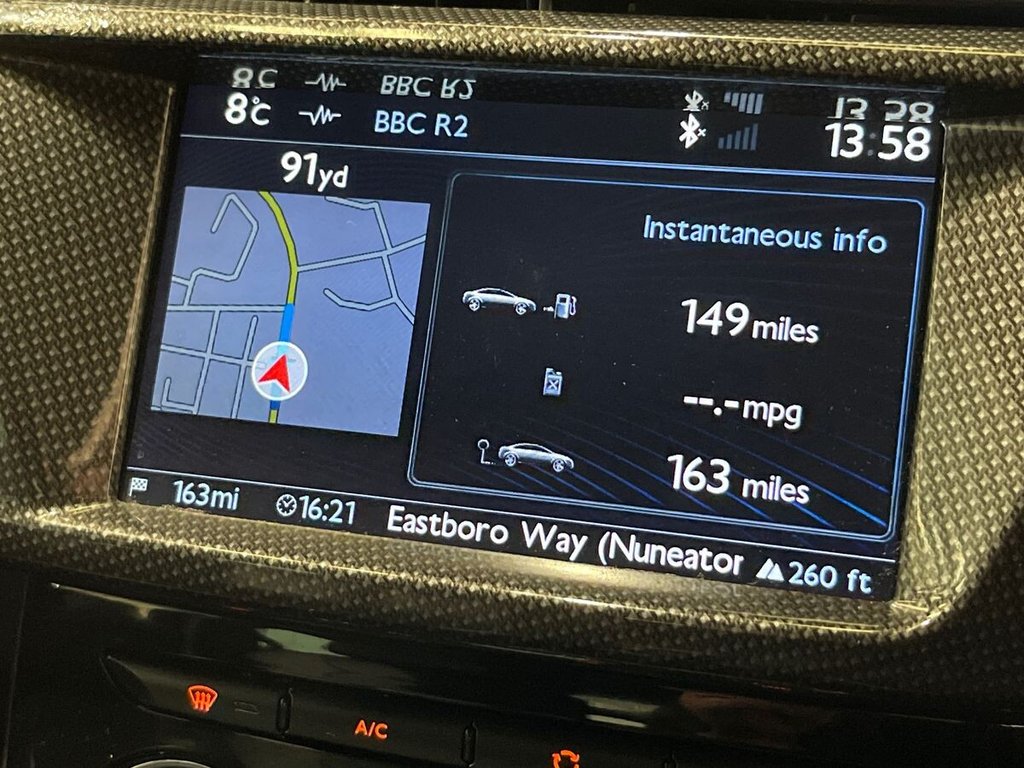 8°C BBC R2 13:58
91yd
Instantaneous info
149 miles
--.- mpg
163 miles
163mi 16:21 Eastboro Way (Nuneaton 260 ft
A/C